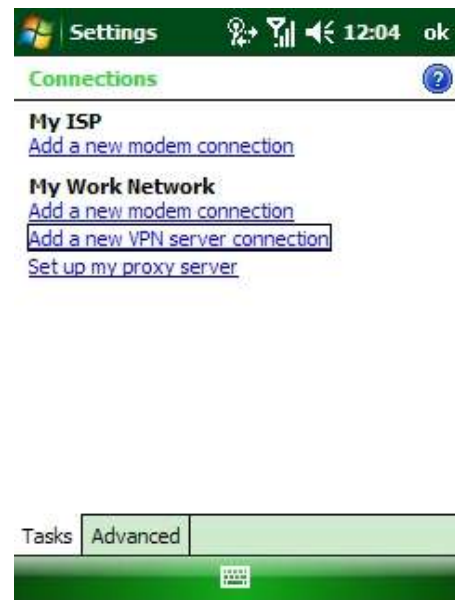 Settings 12:04 ok
Connections ?
My ISP
Add a new modem connection
My Work Network
Add a new modem connection
Add a new VPN server connection
Set up my proxy server
Tasks Advanced